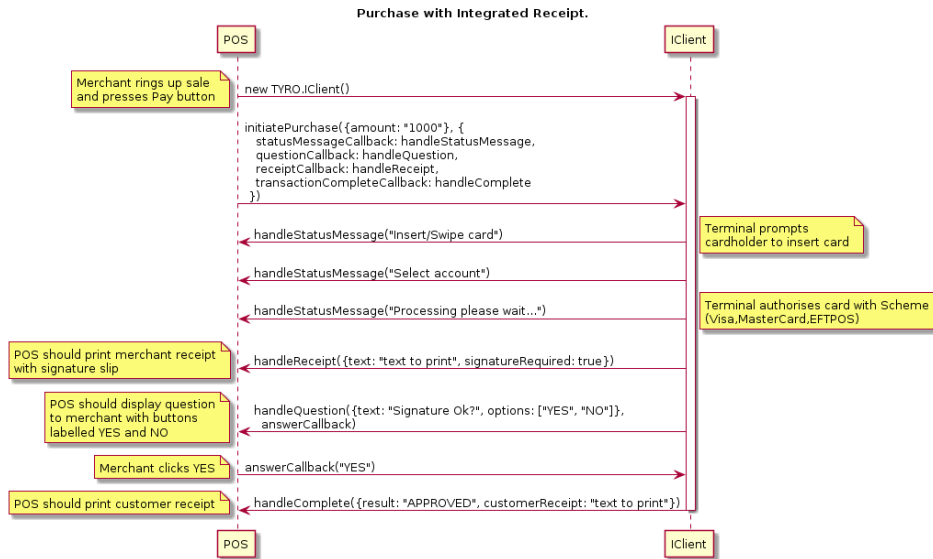 Purchase with Integrated Receipt.
POS
IClient
Merchant rings up sale
and presses Pay button
new TYRO.IClient()
initiatePurchase({amount: "1000"}, {
statusMessageCallback: handleStatusMessage,
questionCallback: handleQuestion,
receiptCallback: handleReceipt,
transactionCompleteCallback: handleComplete
})
handleStatusMessage("Insert/Swipe card")
Terminal prompts
cardholder to insert card
handleStatusMessage("Select account")
handleStatusMessage("Processing please wait...")
Terminal authorises card with Scheme
(Visa,MasterCard,EFTPOS)
POS should print merchant receipt
with signature slip
handleReceipt({text: "text to print", signatureRequired: true})
POS should display question
to merchant with buttons
labelled YES and NO
handleQuestion({text: "Signature Ok?", options: ["YES", "NO"]},
answerCallback)
Merchant clicks YES
answerCallback("YES")
POS should print customer receipt
handleComplete({result: "APPROVED", customerReceipt: "text to print"})
POS
IClient